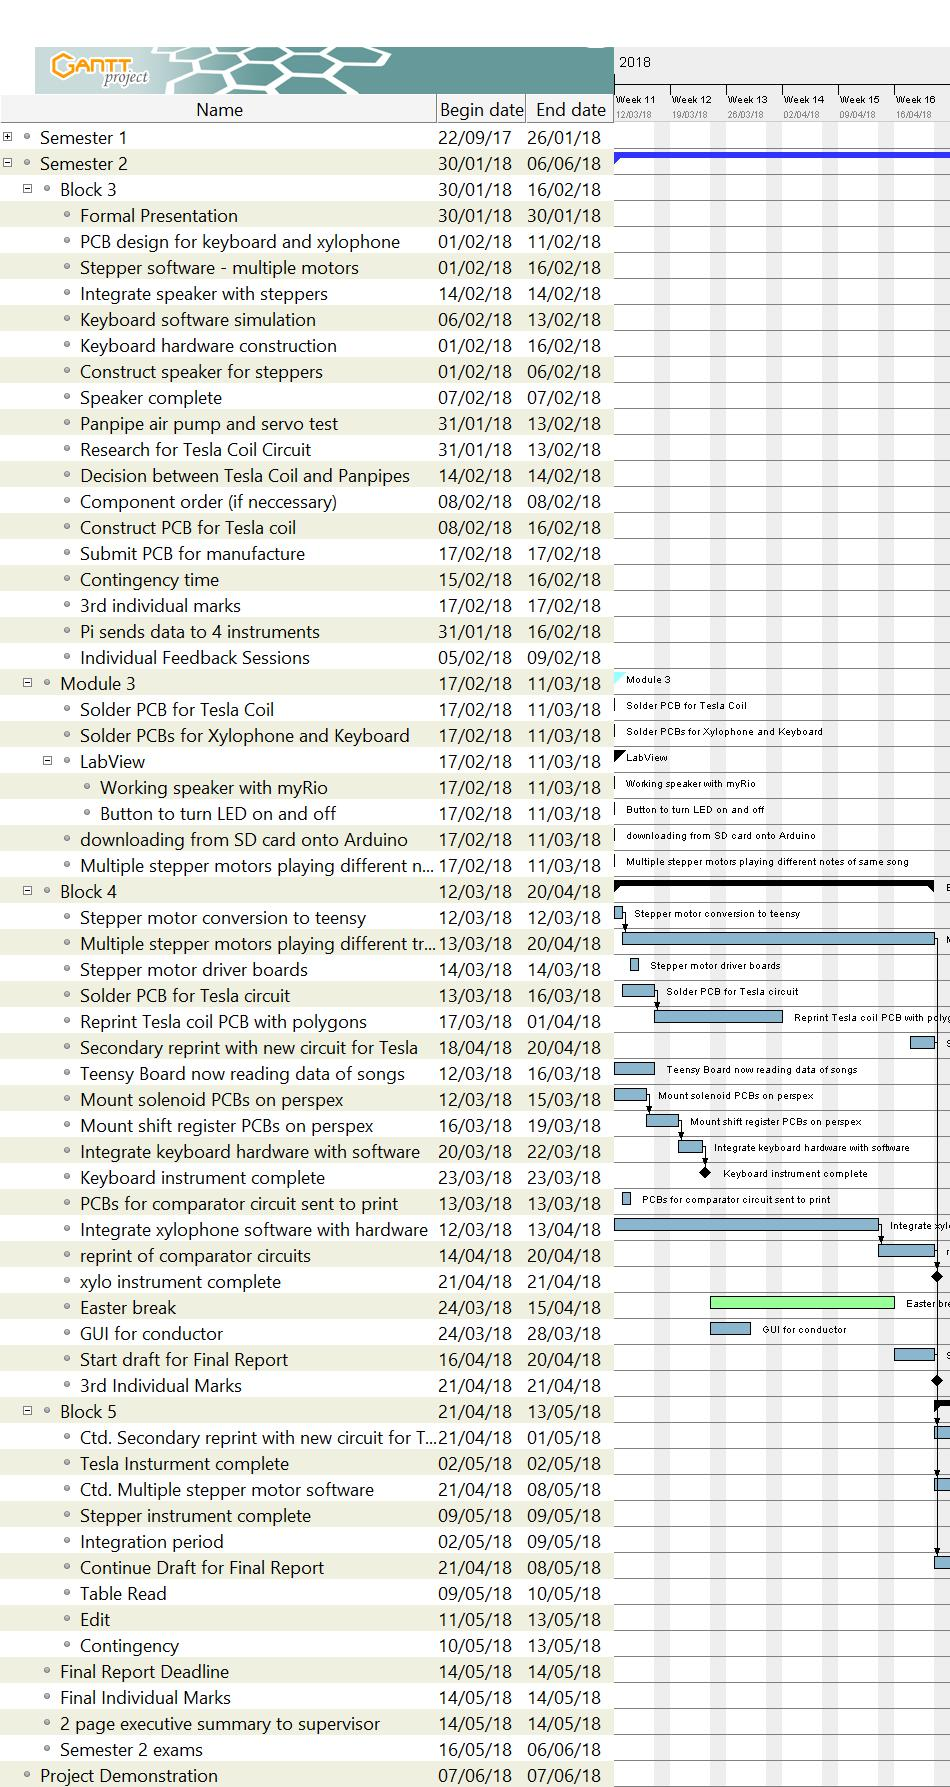 GANTT project
2018
Name Begin date End date Week 11 Week 12 Week 13 Week 14 Week 15 Week 16
12/03/18 19/03/18 26/03/18 02/04/18 09/04/18 16/04/18
Semester 1 22/09/17 26/01/18
Semester 2 30/01/18 06/06/18
Block 3 30/01/18 16/02/18
Formal Presentation 30/01/18 30/01/18
PCB design for keyboard and xylophone 01/02/18 11/02/18
Stepper software - multiple motors 01/02/18 16/02/18
Integrate speaker with steppers 14/02/18 14/02/18
Keyboard software simulation 06/02/18 13/02/18
Keyboard hardware construction 01/02/18 16/02/18
Construct speaker for steppers 01/02/18 06/02/18
Speaker complete 07/02/18 07/02/18
Panpipe air pump and servo test 31/01/18 13/02/18
Research for Tesla Coil Circuit 31/01/18 13/02/18
Decision between Tesla Coil and Panpipes 14/02/18 14/02/18
Component order (if neccessary) 08/02/18 08/02/18
Construct PCB for Tesla coil 08/02/18 16/02/18
Submit PCB for manufacture 17/02/18 17/02/18
Contingency time 15/02/18 16/02/18
3rd individual marks 17/02/18 17/02/18
Pi sends data to 4 instruments 31/01/18 16/02/18
Individual Feedback Sessions 05/02/18 09/02/18
Module 3 17/02/18 11/03/18 Module 3
Solder PCB for Tesla Coil 17/02/18 11/03/18 Solder PCB for Tesla Coil
Solder PCBs for Xylophone and Keyboard 17/02/18 11/03/18 Solder PCBs for Xylophone and Keyboard
LabView 17/02/18 11/03/18 LabView
Working speaker with myRio 17/02/18 11/03/18 Working speaker with myRio
Button to turn LED on and off 17/02/18 11/03/18 Button to turn LED on and off
downloading from SD card onto Arduino 17/02/18 11/03/18 downloading from SD card onto Arduino
Multiple stepper motors playing different n... 17/02/18 11/03/18 Multiple stepper motors playing different notes of same song
Block 4 12/03/18 20/04/18
Stepper motor conversion to teensy 12/03/18 12/03/18 Stepper motor conversion to teensy
Multiple stepper motors playing different tr... 13/03/18 20/04/18 M
Stepper motor driver boards 14/03/18 14/03/18 Stepper motor driver boards
Solder PCB for Tesla circuit 13/03/18 16/03/18 Solder PCB for Tesla circuit
Reprint Tesla coil PCB with polygons 17/03/18 01/04/18 Reprint Tesla coil PCB with polyg
Secondary reprint with new circuit for Tesla 18/04/18 20/04/18 S
Teensy Board now reading data of songs 12/03/18 16/03/18 Teensy Board now reading data of songs
Mount solenoid PCBs on perspex 12/03/18 15/03/18 Mount solenoid PCBs on perspex
Mount shift register PCBs on perspex 16/03/18 19/03/18 Mount shift register PCBs on perspex
Integrate keyboard hardware with software 20/03/18 22/03/18 Integrate keyboard hardware with software
Keyboard instrument complete 23/03/18 23/03/18 Keyboard instrument complete
PCBs for comparator circuit sent to print 13/03/18 13/03/18 PCBs for comparator circuit sent to print
Integrate xylophone software with hardware 12/03/18 13/04/18 Integrate xylo
reprint of comparator circuits 14/04/18 20/04/18 r
xylo instrument complete 21/04/18 21/04/18
Easter break 24/03/18 15/04/18 Easter bre
GUI for conductor 24/03/18 28/03/18 GUI for conductor
Start draft for Final Report 16/04/18 20/04/18 S
3rd Individual Marks 21/04/18 21/04/18
Block 5 21/04/18 13/05/18
Ctd. Secondary reprint with new circuit for T... 21/04/18 01/05/18
Tesla Insturment complete 02/05/18 02/05/18
Ctd. Multiple stepper motor software 21/04/18 08/05/18
Stepper instrument complete 09/05/18 09/05/18
Integration period 02/05/18 09/05/18
Continue Draft for Final Report 21/04/18 08/05/18
Table Read 09/05/18 10/05/18
Edit 11/05/18 13/05/18
Contingency 10/05/18 13/05/18
Final Report Deadline 14/05/18 14/05/18
Final Individual Marks 14/05/18 14/05/18
2 page executive summary to supervisor 14/05/18 14/05/18
Semester 2 exams 16/05/18 06/06/18
Project Demonstration 07/06/18 07/06/18